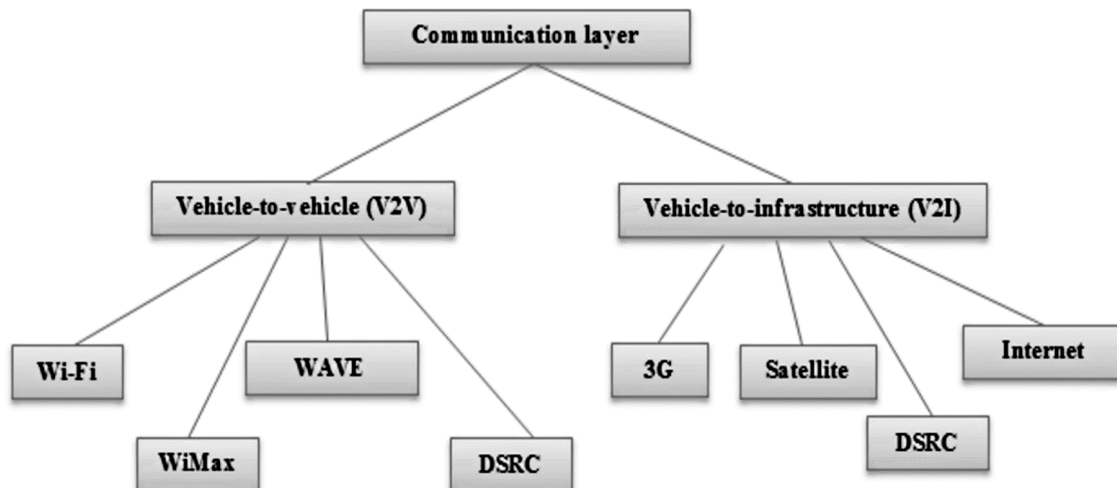 Communication layer
Vehicle-to-vehicle (V2V)
Vehicle-to-infrastructure (V2I)
Wi-Fi
WAVE
3G
Satellite
Internet
WiMax
DSRC
DSRC